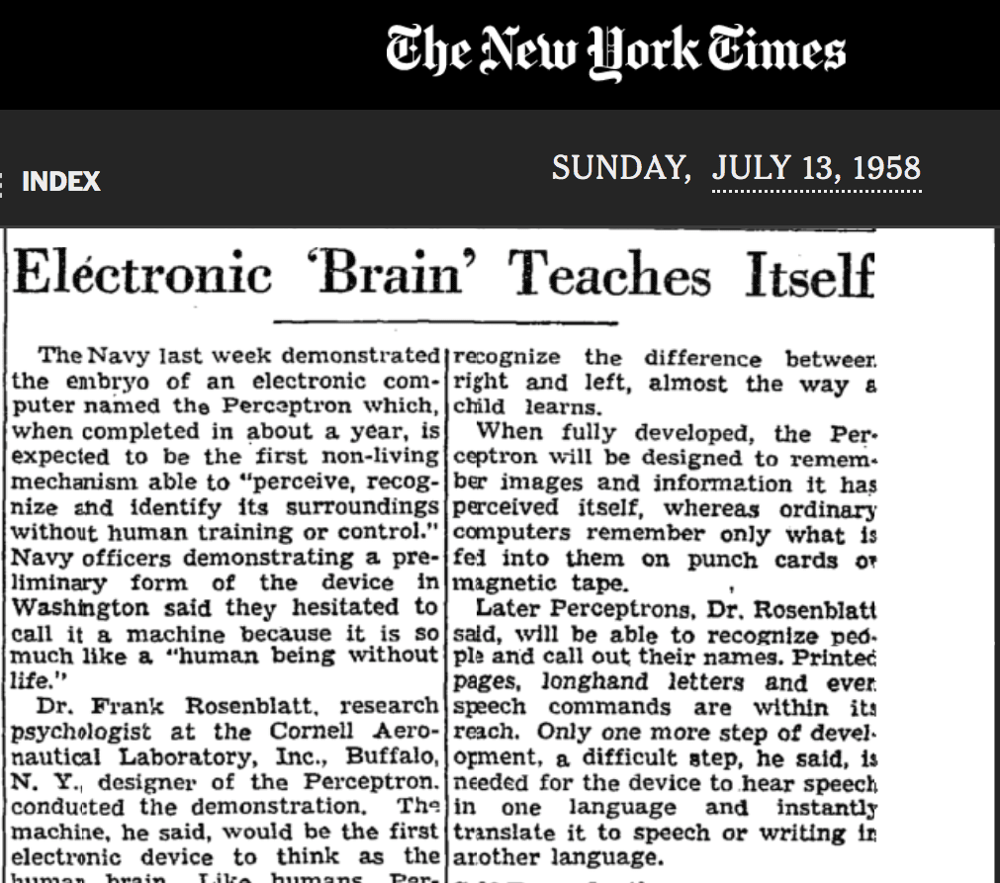 The New York Times
INDEX
SUNDAY, JULY 13, 1958
Electronic 'Brain' Teaches Itself
The Navy last week demonstrated
the embryo of an electronic com-
puter named the Perceptron which,
when completed in about a year, is
expected to be the first non-living
mechanism able to "perceive, recog-
nize and identify its surroundings
without human training or control."
Navy officers demonstrating a pre-
liminary form of the device in
Washington said they hesitated to
call it a machine because it is so
much like a "human being without
life."
Dr. Frank Rosenblatt, research
psychologist at the Cornell Aero-
nautical Laboratory, Inc., Buffalo,
N. Y., designer of the Perceptron,
conducted the demonstration. The
machine, he said, would be the first
electronic device to think as the
human brain. Like humans, Per-
recognize the difference between
right and left, almost the way a
child learns.
When fully developed, the Per-
ceptron will be designed to remem-
ber images and information it has
perceived itself, whereas ordinary
computers remember only what is
fed into them on punch cards or
magnetic tape.
Later Perceptrons, Dr. Rosenblatt
said, will be able to recognize peo-
ple and call out their names. Printed
pages, longhand letters and even
speech commands are within its
reach. Only one more step of devel-
opment, a difficult step, he said, is
needed for the device to hear speech
in one language and instantly
translate it to speech or writing in
another language.